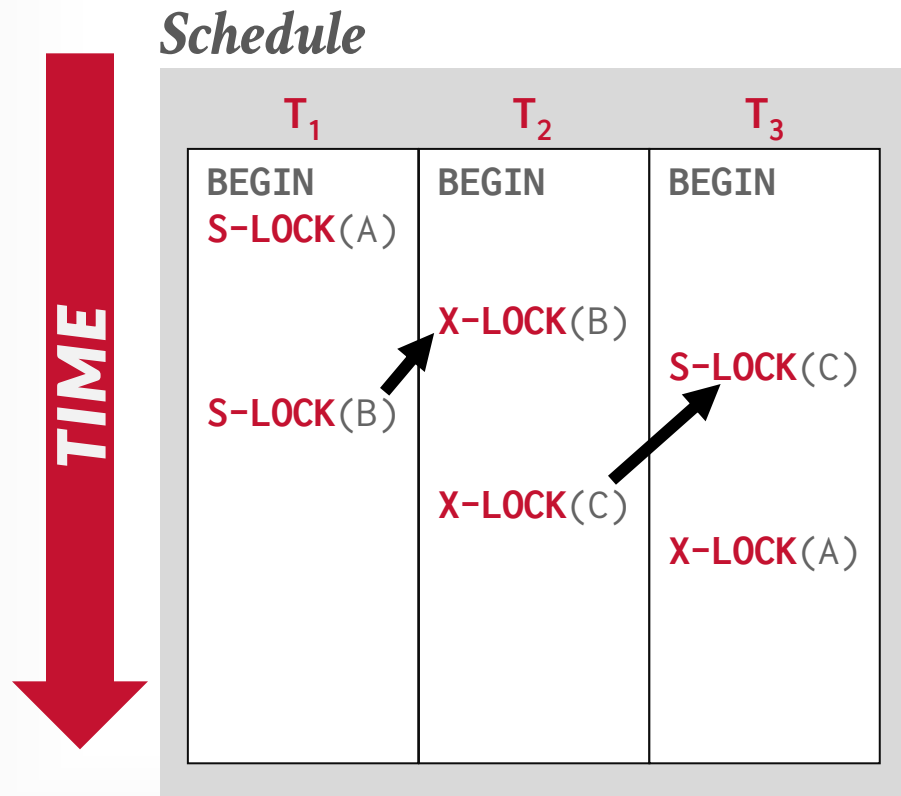 Schedule
TIME
T₁ T₂ T₃
BEGIN BEGIN BEGIN
S-LOCK(A)
X-LOCK(B)
S-LOCK(C)
S-LOCK(B)
X-LOCK(C)
X-LOCK(A)